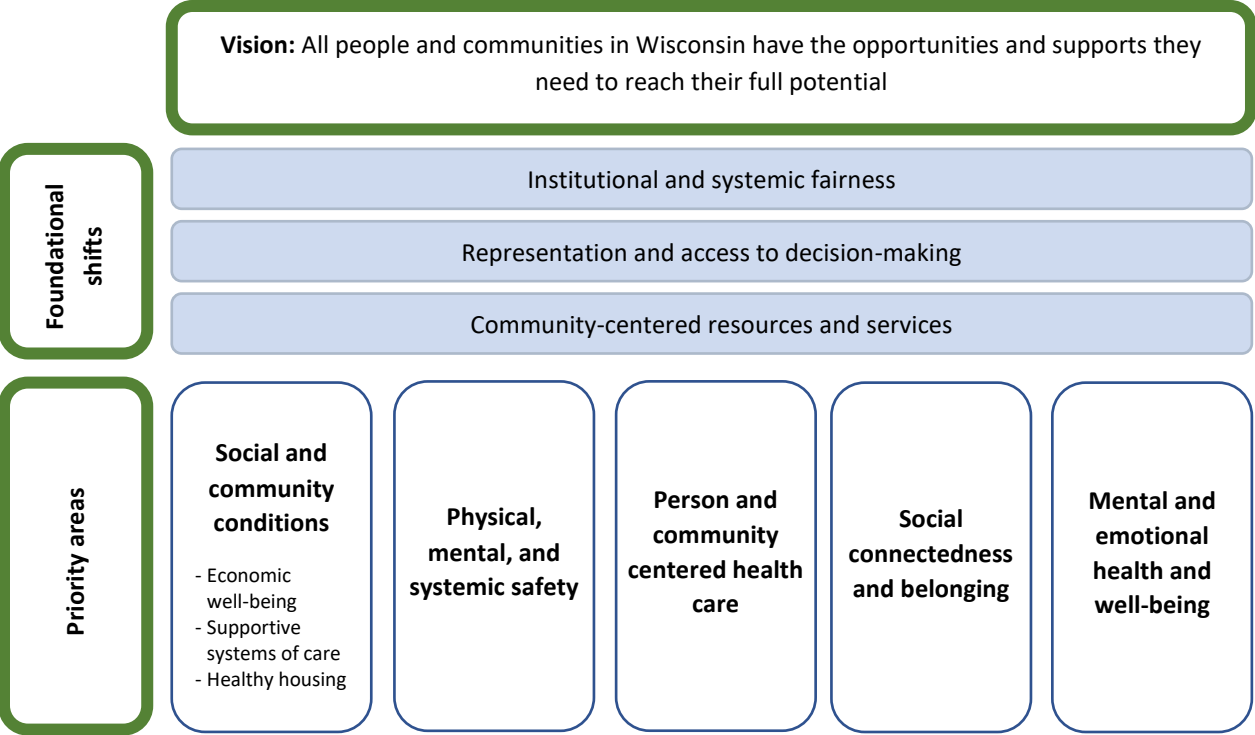 Vision: All people and communities in Wisconsin have the opportunities and supports they
need to reach their full potential
Foundational
shifts
Institutional and systemic fairness
Representation and access to decision-making
Community-centered resources and services
Priority areas
Social and
community
conditions
- Economic
well-being
- Supportive
systems of care
- Healthy housing
Physical,
mental, and
systemic safety
Person and
community
centered health
care
Social
connectedness
and belonging
Mental and
emotional
health and
well-being